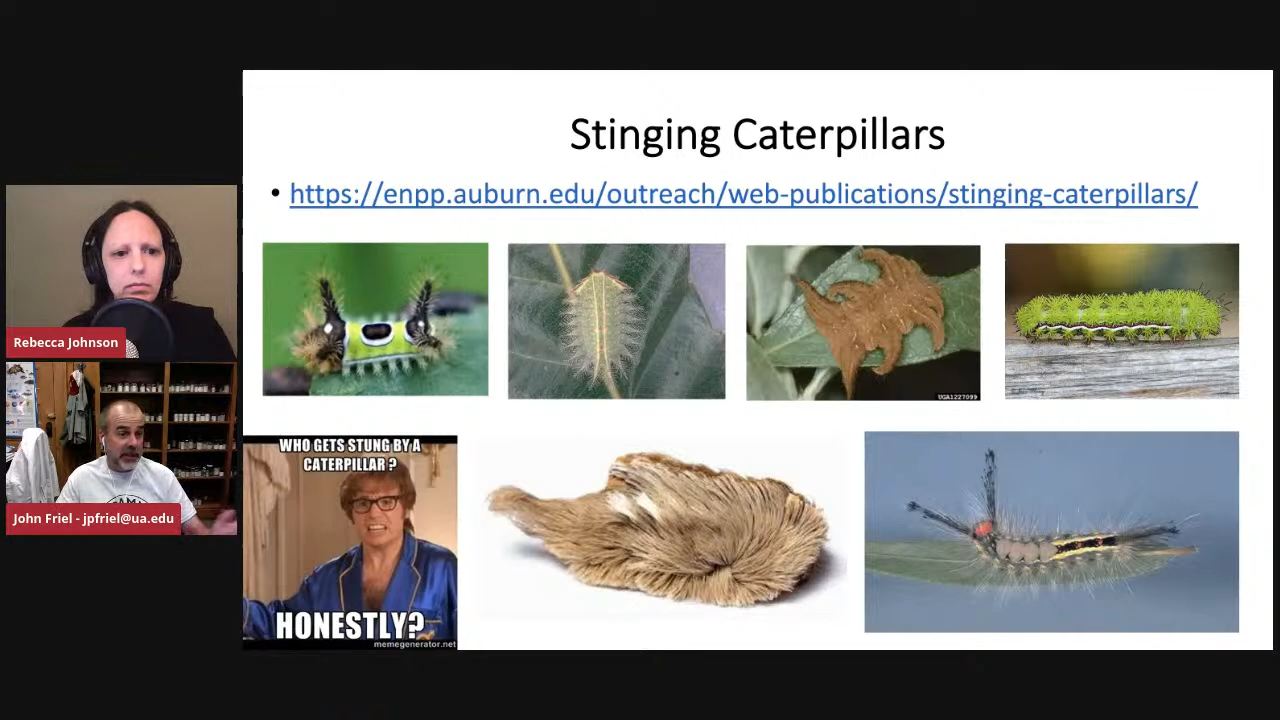 Stinging Caterpillars
• https://enpp.auburn.edu/outreach/web-publications/stinging-caterpillars/
Rebecca Johnson
John Friel - jpfriel@ua.edu
UGA1227099
WHO GETS STUNG BY A
CATERPILLAR ?
HONESTLY?
memegenerator.net